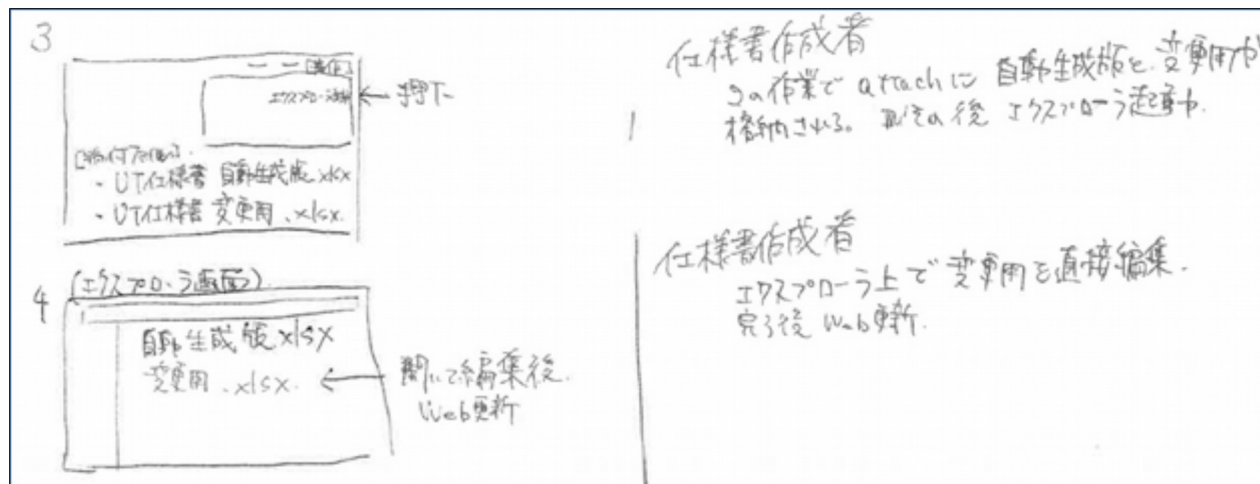 3
操作
エクスプローラ起動
← 押下
[添付ファイル]
・UT仕様書 自動生成版.xlsx
・UT仕様書 変更用.xlsx
仕様書作成者
3の作業で attachに 自動生成版と、変更用が
格納される。その後 エクスプローラ起動
4
(エクスプローラ画面)
自動生成版.xlsx
変更用.xlsx.
← 開いて編集後
Web更新
仕様書作成者
エクスプローラ上で変更用を直接編集.
完了後 Web更新.